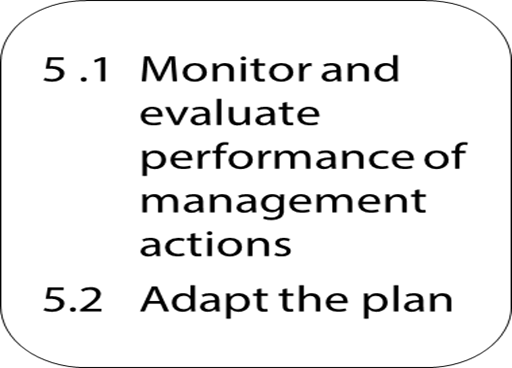 5 .1 Monitor and
evaluate
performance of
management
actions
5.2 Adapt the plan